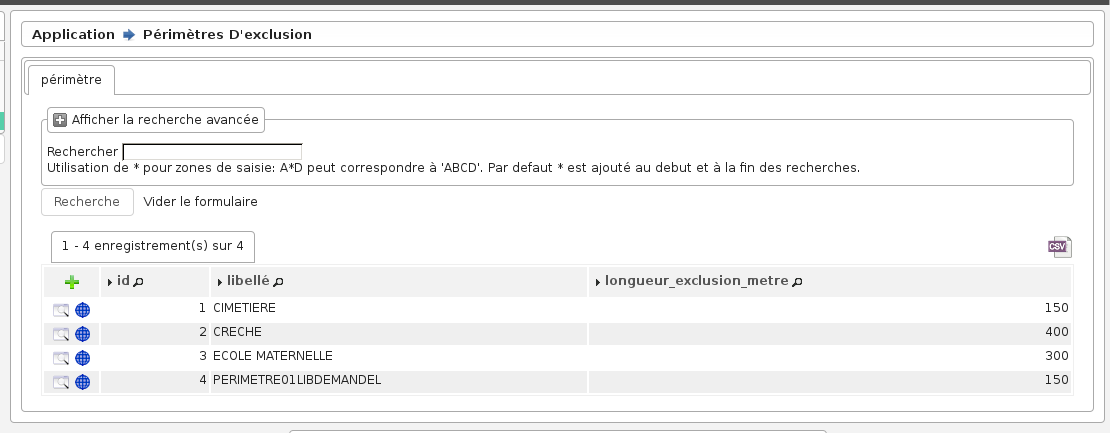 Application Périmètres D'exclusion
périmètre
Afficher la recherche avancée
Rechercher
Utilisation de * pour zones de saisie: A*D peut correspondre à 'ABCD'. Par defaut * est ajouté au debut et à la fin des recherches.
Recherche Vider le formulaire
1 - 4 enregistrement(s) sur 4
CSV
id libellé longueur_exclusion_metre
1 CIMETIERE 150
2 CRECHE 400
3 ECOLE MATERNELLE 300
4 PERIMETRE01LIBDEMANDEL 150